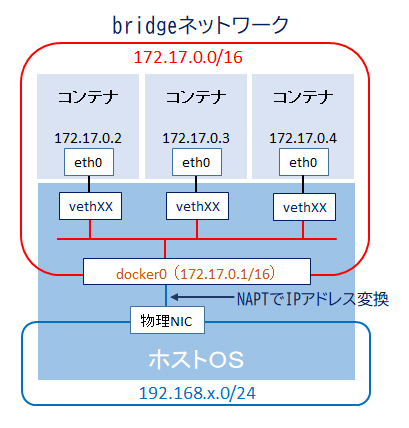 bridgeネットワーク
172.17.0.0/16
コンテナ コンテナ コンテナ
172.17.0.2 172.17.0.3 172.17.0.4
eth0 eth0 eth0
vethXX vethXX vethXX
docker0（172.17.0.1/16）
NAPTでIPアドレス変換
物理NIC
ホストOS
192.168.x.0/24